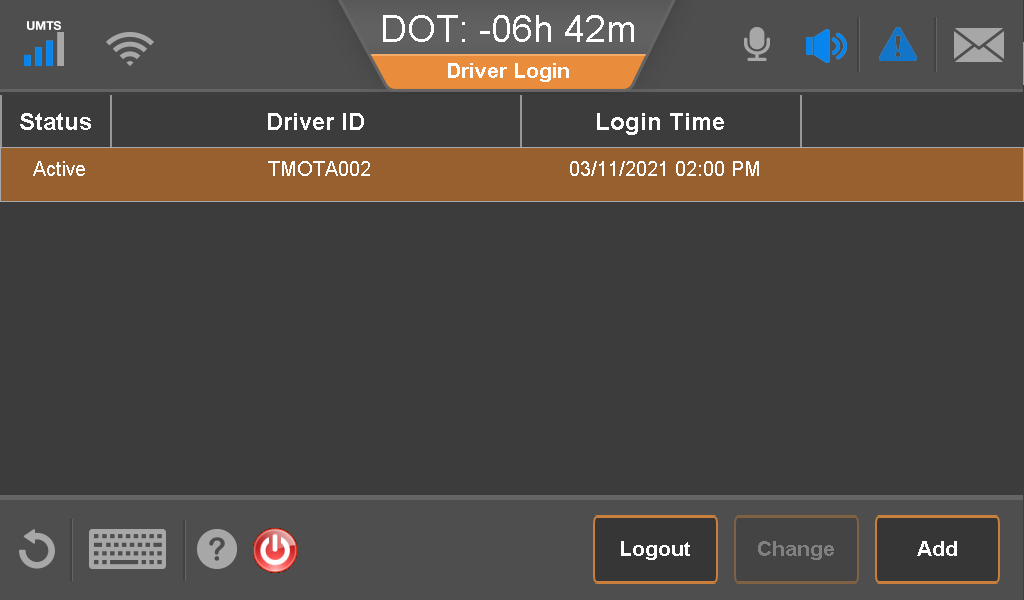 UMTS
DOT: -06h 42m
Driver Login
Status Driver ID Login Time
Active TMOTA002 03/11/2021 02:00 PM
?
Logout Change Add